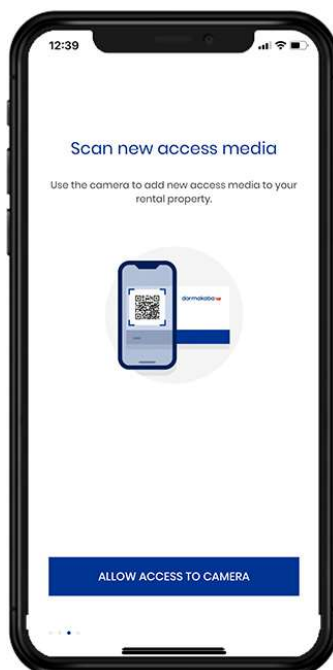 12:39
Scan new access media
Use the camera to add new access media to your
rental property.
dormakaba
ALLOW ACCESS TO CAMERA